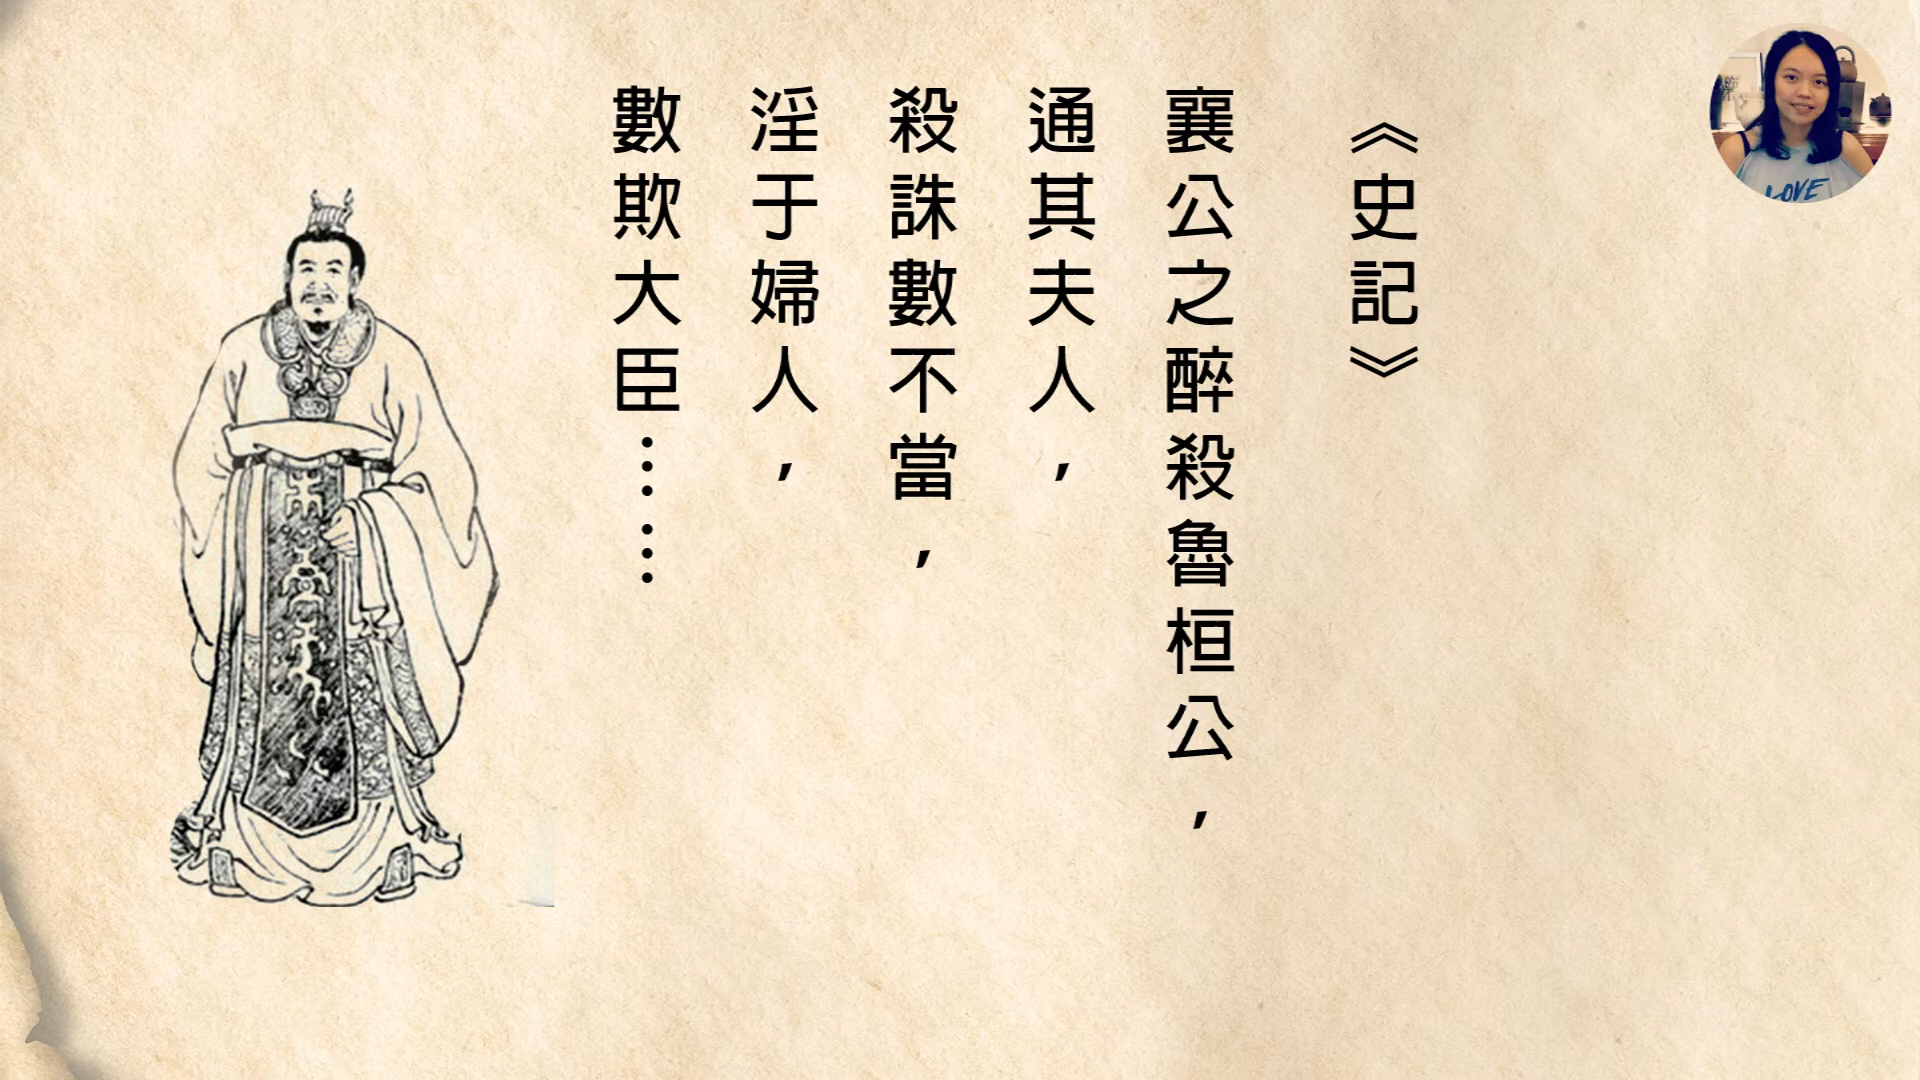 《史記》
襄公之醉殺魯桓公，
通其夫人，
殺誅數不當，
淫于婦人，
數欺大臣……
LOVE